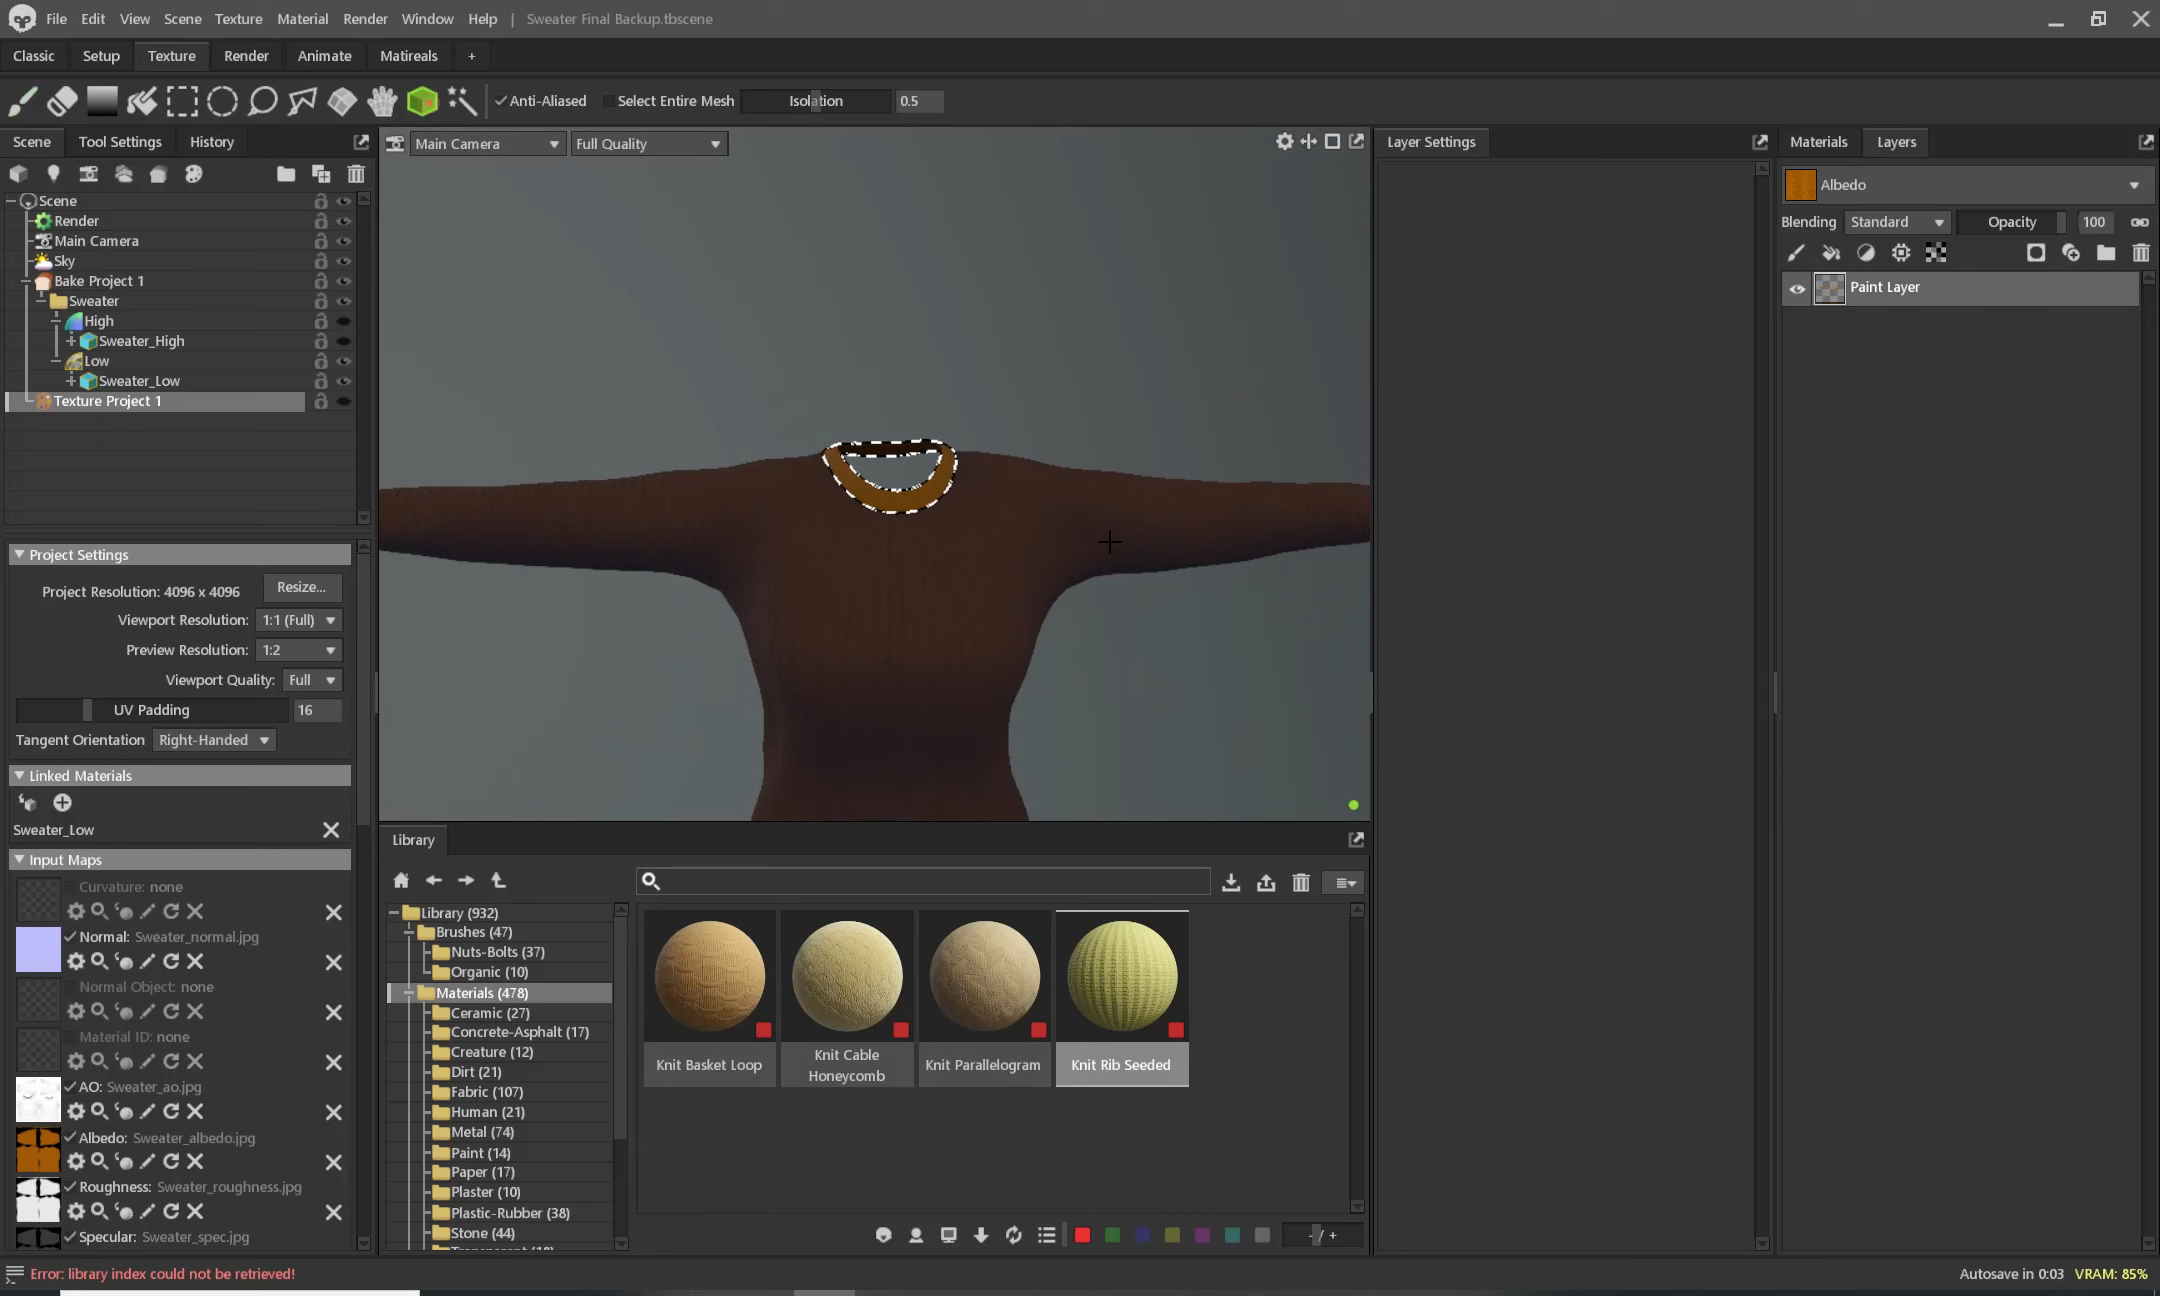 File Edit View Scene Texture Material Render Window Help | Sweater Final Backup.tbscene
Classic Setup Texture Render Animate Matireals +
Anti-Aliased Select Entire Mesh Isolation 0.5
Scene Tool Settings History
Main Camera Full Quality
Layer Settings
Materials Layers
Albedo
Blending Standard Opacity 100
Paint Layer
Scene
Render
Main Camera
Sky
Bake Project 1
Sweater
High
Sweater_High
Low
Sweater_Low
Texture Project 1
Project Settings
Project Resolution: 4096 x 4096 Resize...
Viewport Resolution: 1:1 (Full)
Preview Resolution: 1:2
Viewport Quality: Full
UV Padding 16
Tangent Orientation Right-Handed
Linked Materials
Sweater_Low
Input Maps
Curvature: none
Normal: Sweater_normal.jpg
Normal Object: none
Material ID: none
AO: Sweater_ao.jpg
Albedo: Sweater_albedo.jpg
Roughness: Sweater_roughness.jpg
Specular: Sweater_spec.jpg
Library
Library (932)
Brushes (47)
Nuts-Bolts (37)
Organic (10)
Materials (478)
Ceramic (27)
Concrete-Asphalt (17)
Creature (12)
Dirt (21)
Fabric (107)
Human (21)
Metal (74)
Paint (14)
Paper (17)
Plaster (10)
Plastic-Rubber (38)
Stone (44)
Knit Basket Loop
Knit Cable
Honeycomb
Knit Parallelogram
Knit Rib Seeded
- / +
Error: library index could not be retrieved!
Autosave in 0:03 VRAM: 85%